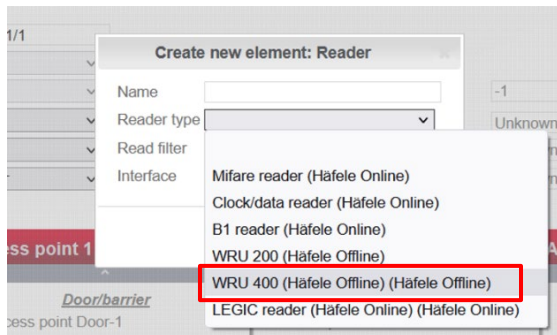 1/1
Create new element: Reader
Name
-1
Reader type
Unknown
Read filter
Interface
Mifare reader (Häfele Online)
Clock/data reader (Häfele Online)
B1 reader (Häfele Online)
WRU 200 (Häfele Offline)
ess point 1
WRU 400 (Häfele Offline) (Häfele Offline)
LEGIC reader (Häfele Online) (Häfele Online)
Door/barrier
cess point Door-1